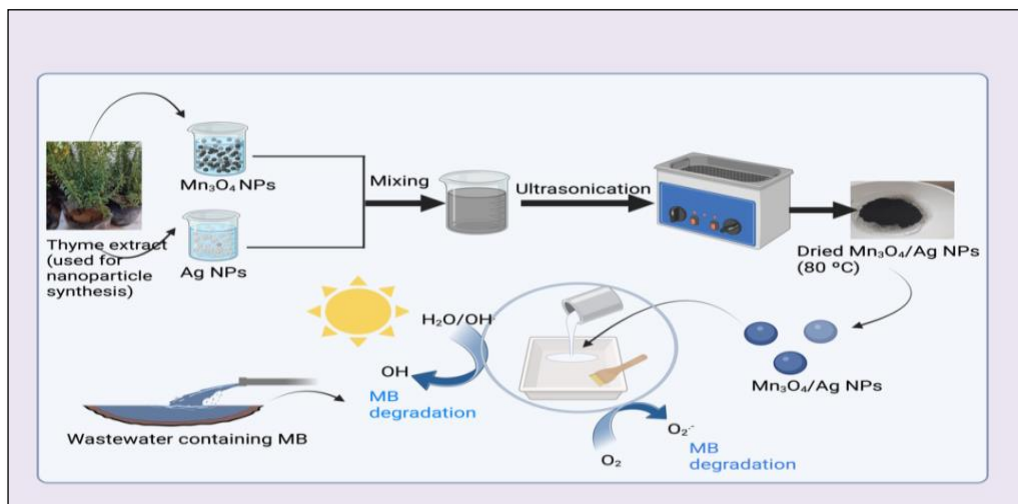 Mn₃O₄ NPs
Thyme extract
(used for
nanoparticle
synthesis)
Ag NPs
Mixing
Ultrasonication
Dried Mn₃O₄/Ag NPs
(80 ºC)
H₂O/OH
OH
MB
degradation
Mn₃O₄/Ag NPs
Wastewater containing MB
O₂
O₂·⁻
MB
degradation